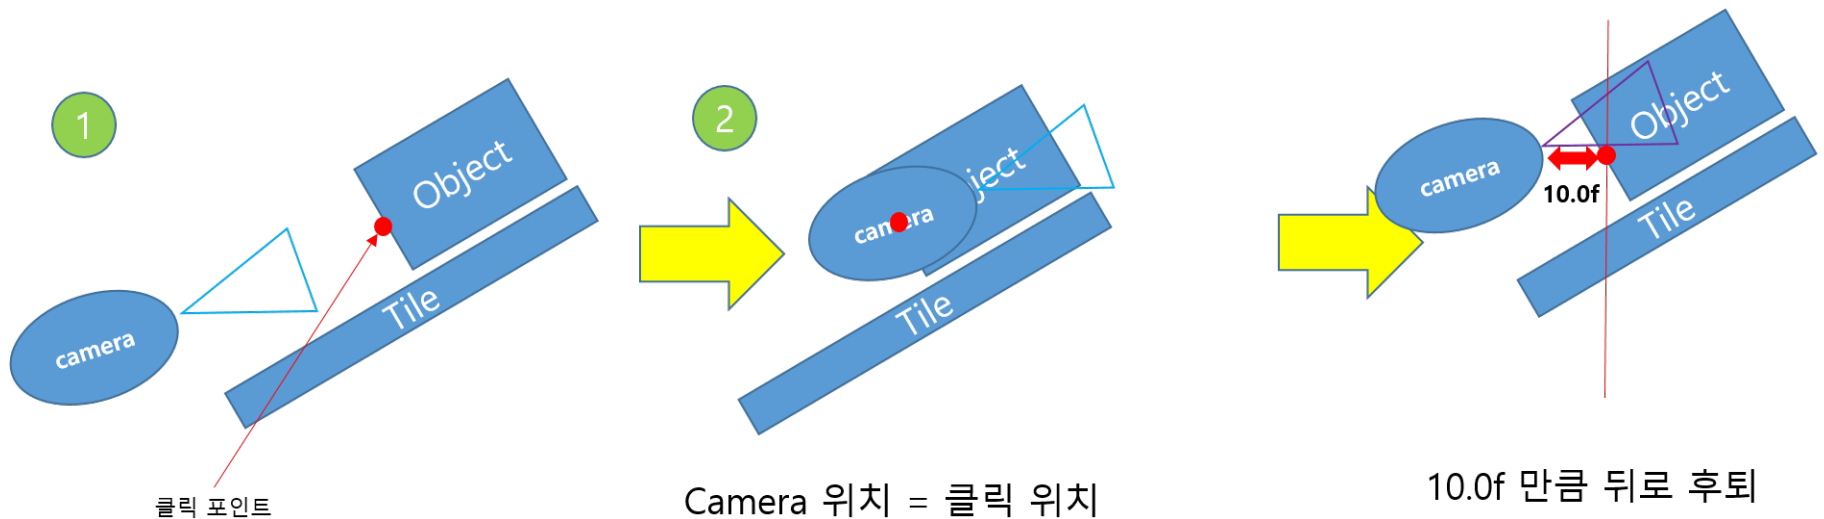 1
Object
camera
Tile
클릭 포인트
2
camera
Tile
Camera 위치 = 클릭 위치
Object
camera
10.0f
Tile
10.0f 만큼 뒤로 후퇴